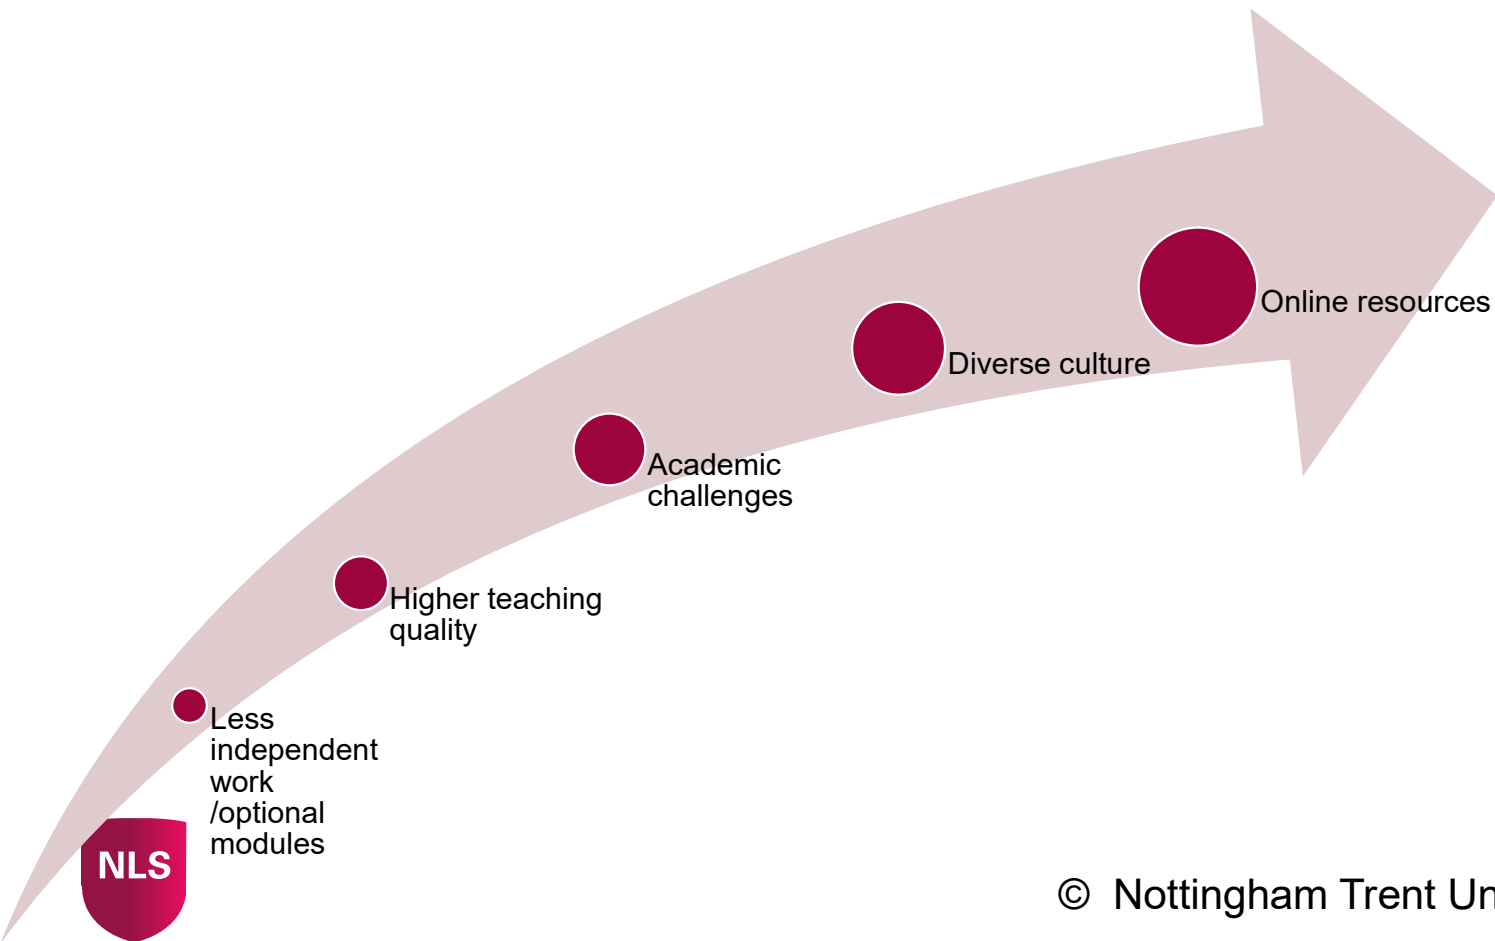 Online resources
Diverse culture
Academic
challenges
Higher teaching
quality
Less
independent
work
/optional
modules
NLS
© Nottingham Trent Un